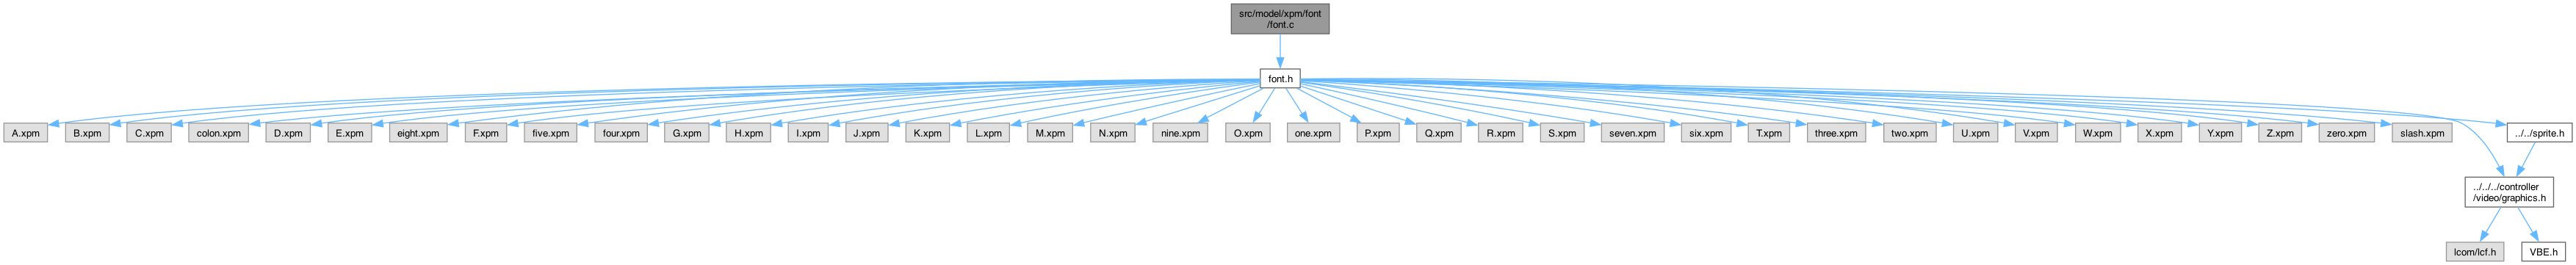 src/model/xpm/font
/font.c
font.h
A.xpm
B.xpm
C.xpm
colon.xpm
D.xpm
E.xpm
eight.xpm
F.xpm
five.xpm
four.xpm
G.xpm
H.xpm
I.xpm
J.xpm
K.xpm
L.xpm
M.xpm
N.xpm
nine.xpm
O.xpm
one.xpm
P.xpm
Q.xpm
R.xpm
S.xpm
seven.xpm
six.xpm
T.xpm
three.xpm
two.xpm
U.xpm
V.xpm
W.xpm
X.xpm
Y.xpm
Z.xpm
zero.xpm
slash.xpm
../../sprite.h
../../../controller
/video/graphics.h
lcom/lcf.h
VBE.h